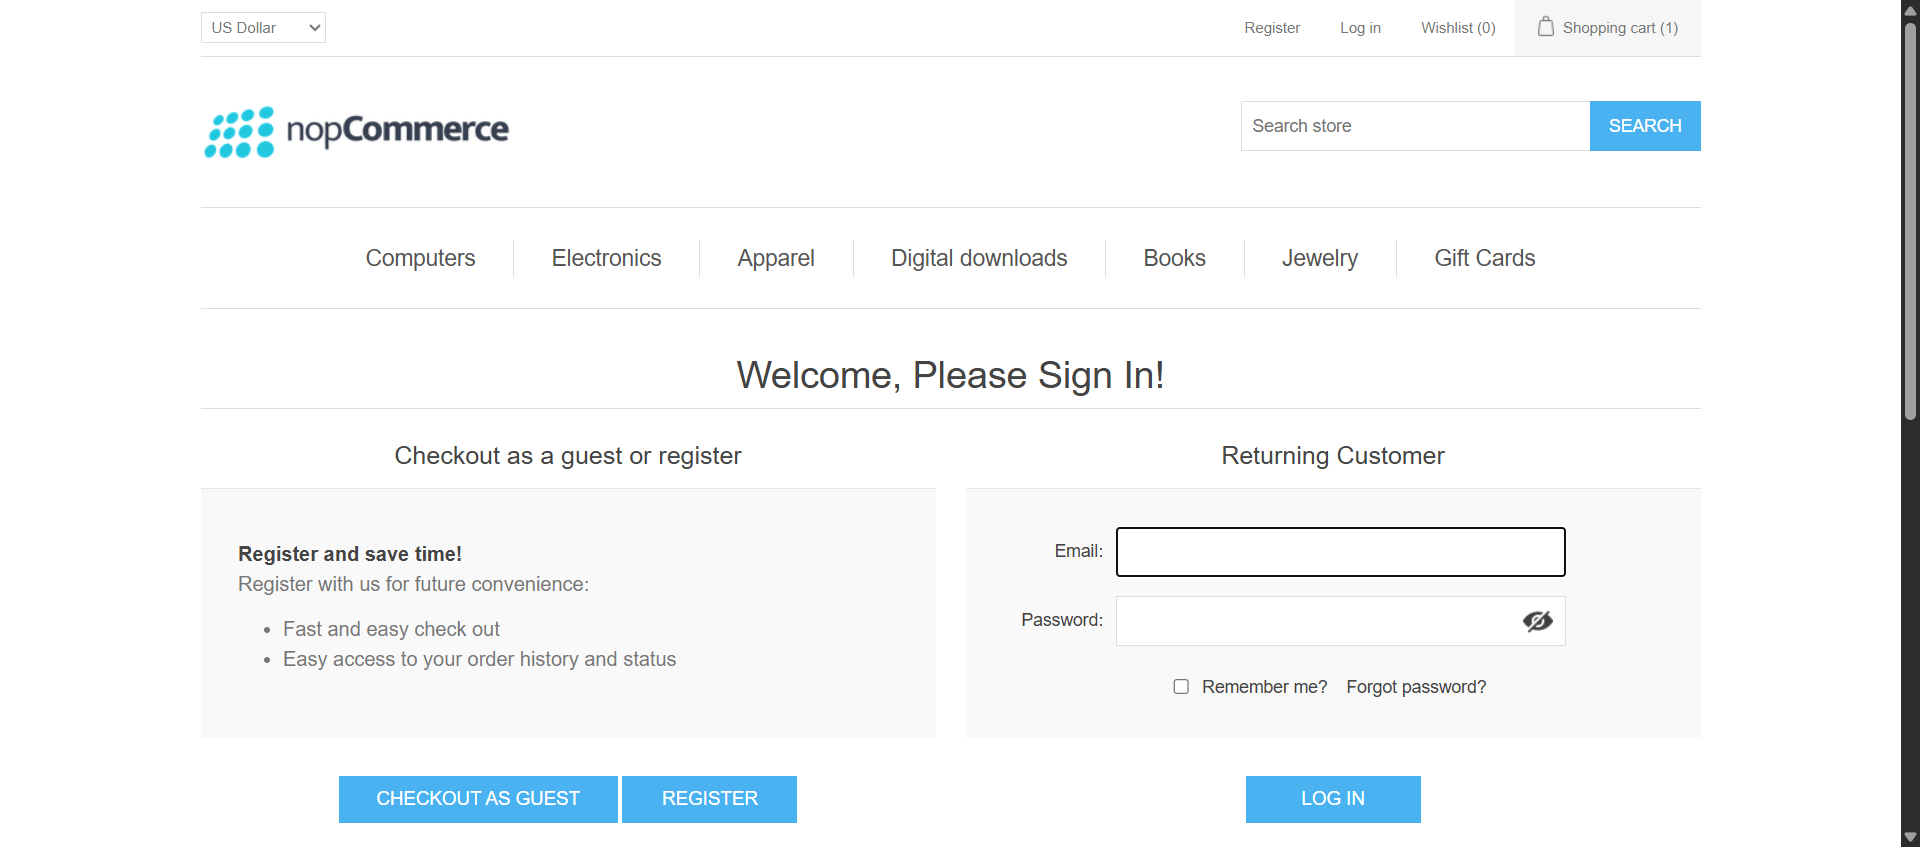 US Dollar
Register
Log in
Wishlist (0)
Shopping cart (1)
nopCommerce
Search store
SEARCH
Computers
Electronics
Apparel
Digital downloads
Books
Jewelry
Gift Cards
Welcome, Please Sign In!
Checkout as a guest or register
Register and save time!
Register with us for future convenience:
Fast and easy check out
Easy access to your order history and status
CHECKOUT AS GUEST
REGISTER
Returning Customer
Email:
Password:
Remember me?
Forgot password?
LOG IN